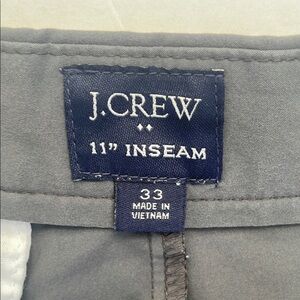 J.CREW
11" INSEAM
33
MADE IN
VIETNAM